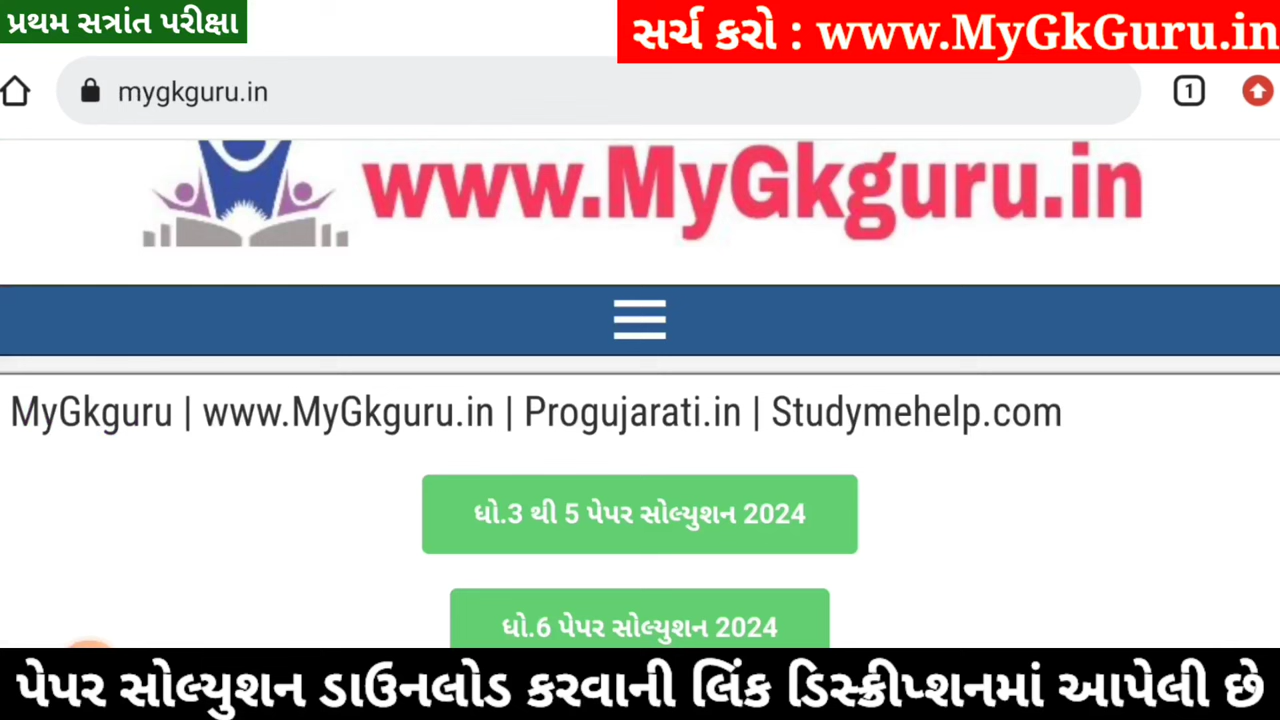 પ્રથમ સત્રાંત પરીક્ષા
સર્ચ કરો : www.MyGkGuru.in
mygkguru.in
1
www.MyGkguru.in
MyGkguru | www.MyGkguru.in | Progujarati.in | Studymehelp.com
ધો.3 થી 5 પેપર સોલ્યુશન 2024
ધો.6 પેપર સોલ્યુશન 2024
પેપર સોલ્યુશન ડાઉનલોડ કરવાની લિંક ડિસ્ક્રીપ્શનમાં આપેલી છે